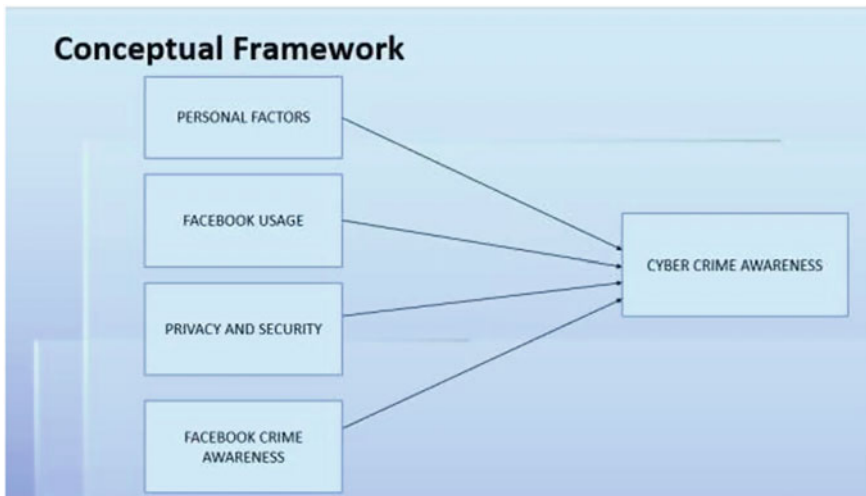 Conceptual Framework
PERSONAL FACTORS
FACEBOOK USAGE
PRIVACY AND SECURITY
FACEBOOK CRIME
AWARENESS
CYBER CRIME AWARENESS